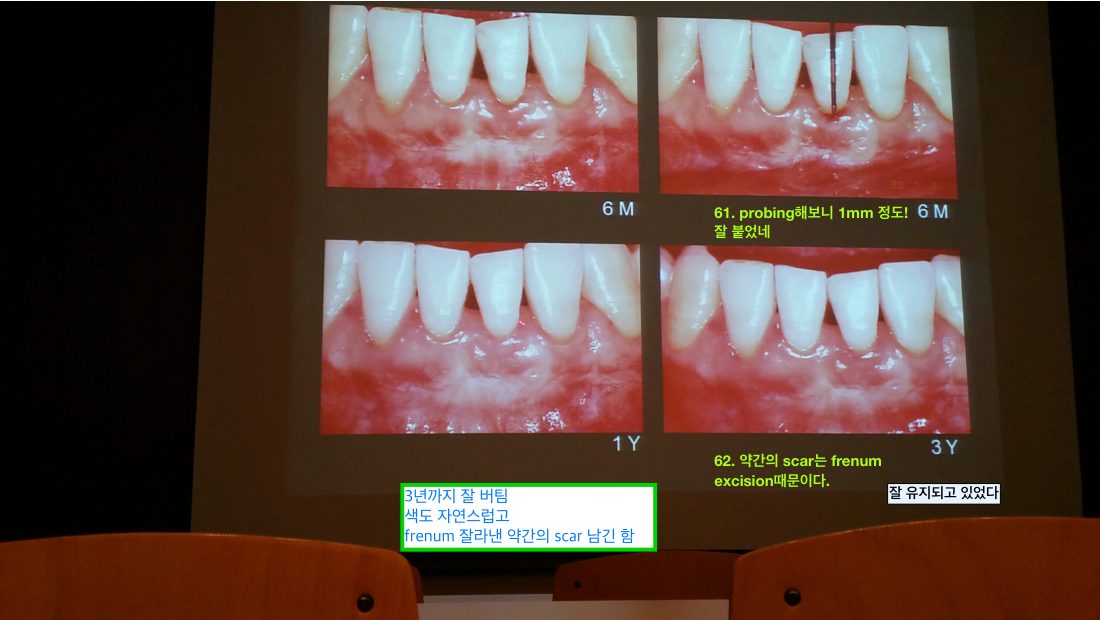 6 M
61. probing해보니 1mm 정도!
잘 붙었네
6 M
1 Y
3 Y
62. 약간의 scar는 frenum
excision때문이다.
잘 유지되고 있었다
3년까지 잘 버팀
색도 자연스럽고
frenum 잘라낸 약간의 scar 남긴 함